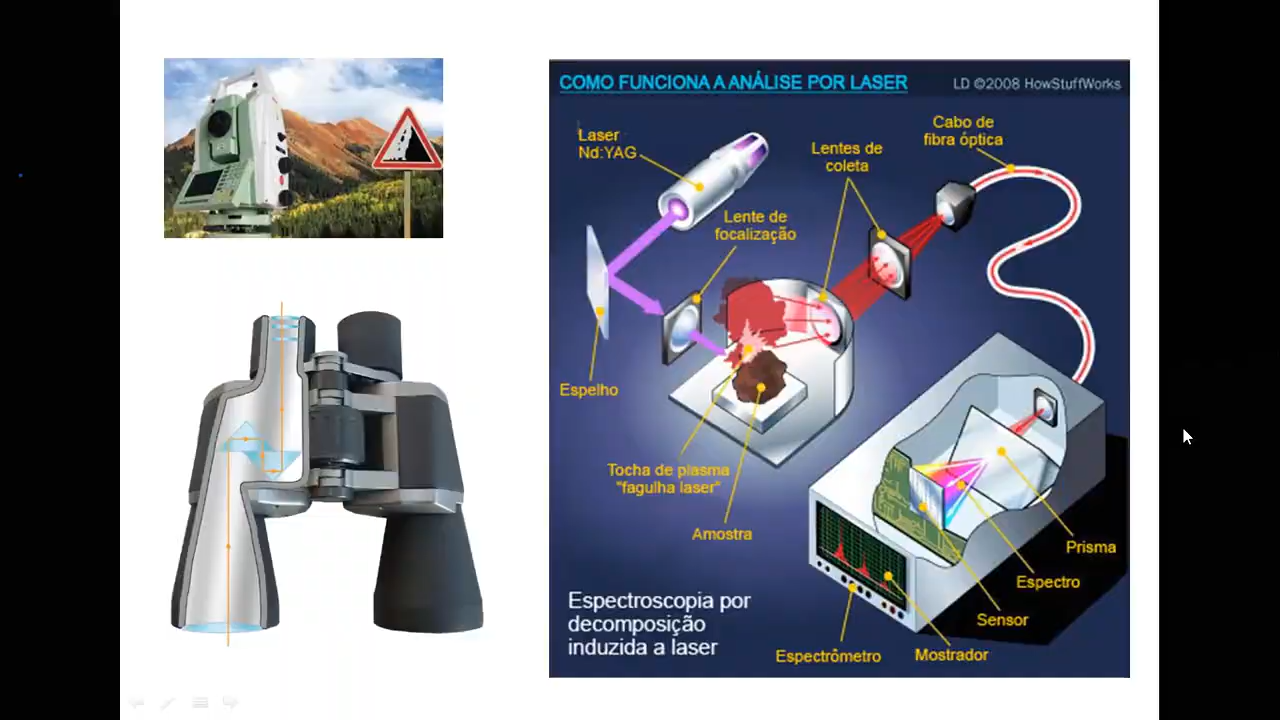 COMO FUNCIONA A ANÁLISE POR LASER
LD ©2008 HowStuffWorks
Laser
Nd:YAG
Lentes de
coleta
Cabo de
fibra óptica
Lente de
focalização
Espelho
Tocha de plasma
"fagulha laser"
Amostra
Prisma
Espectro
Sensor
Mostrador
Espectrômetro
Espectroscopia por
decomposição
induzida a laser